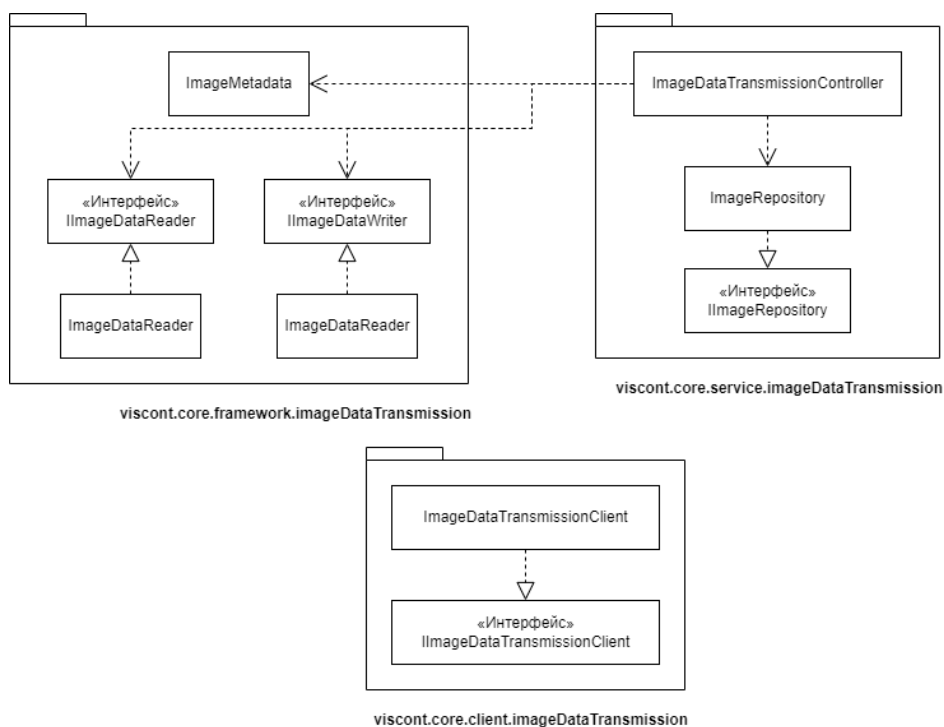 ImageMetadata
ImageDataTransmissionController
«Интерфейс»
IImageDataReader
«Интерфейс»
IImageDataWriter
ImageRepository
ImageDataReader
ImageDataReader
«Интерфейс»
IImageRepository
viscont.core.framework.imageDataTransmission
viscont.core.service.imageDataTransmission
ImageDataTransmissionClient
«Интерфейс»
IImageDataTransmissionClient
viscont.core.client.imageDataTransmission